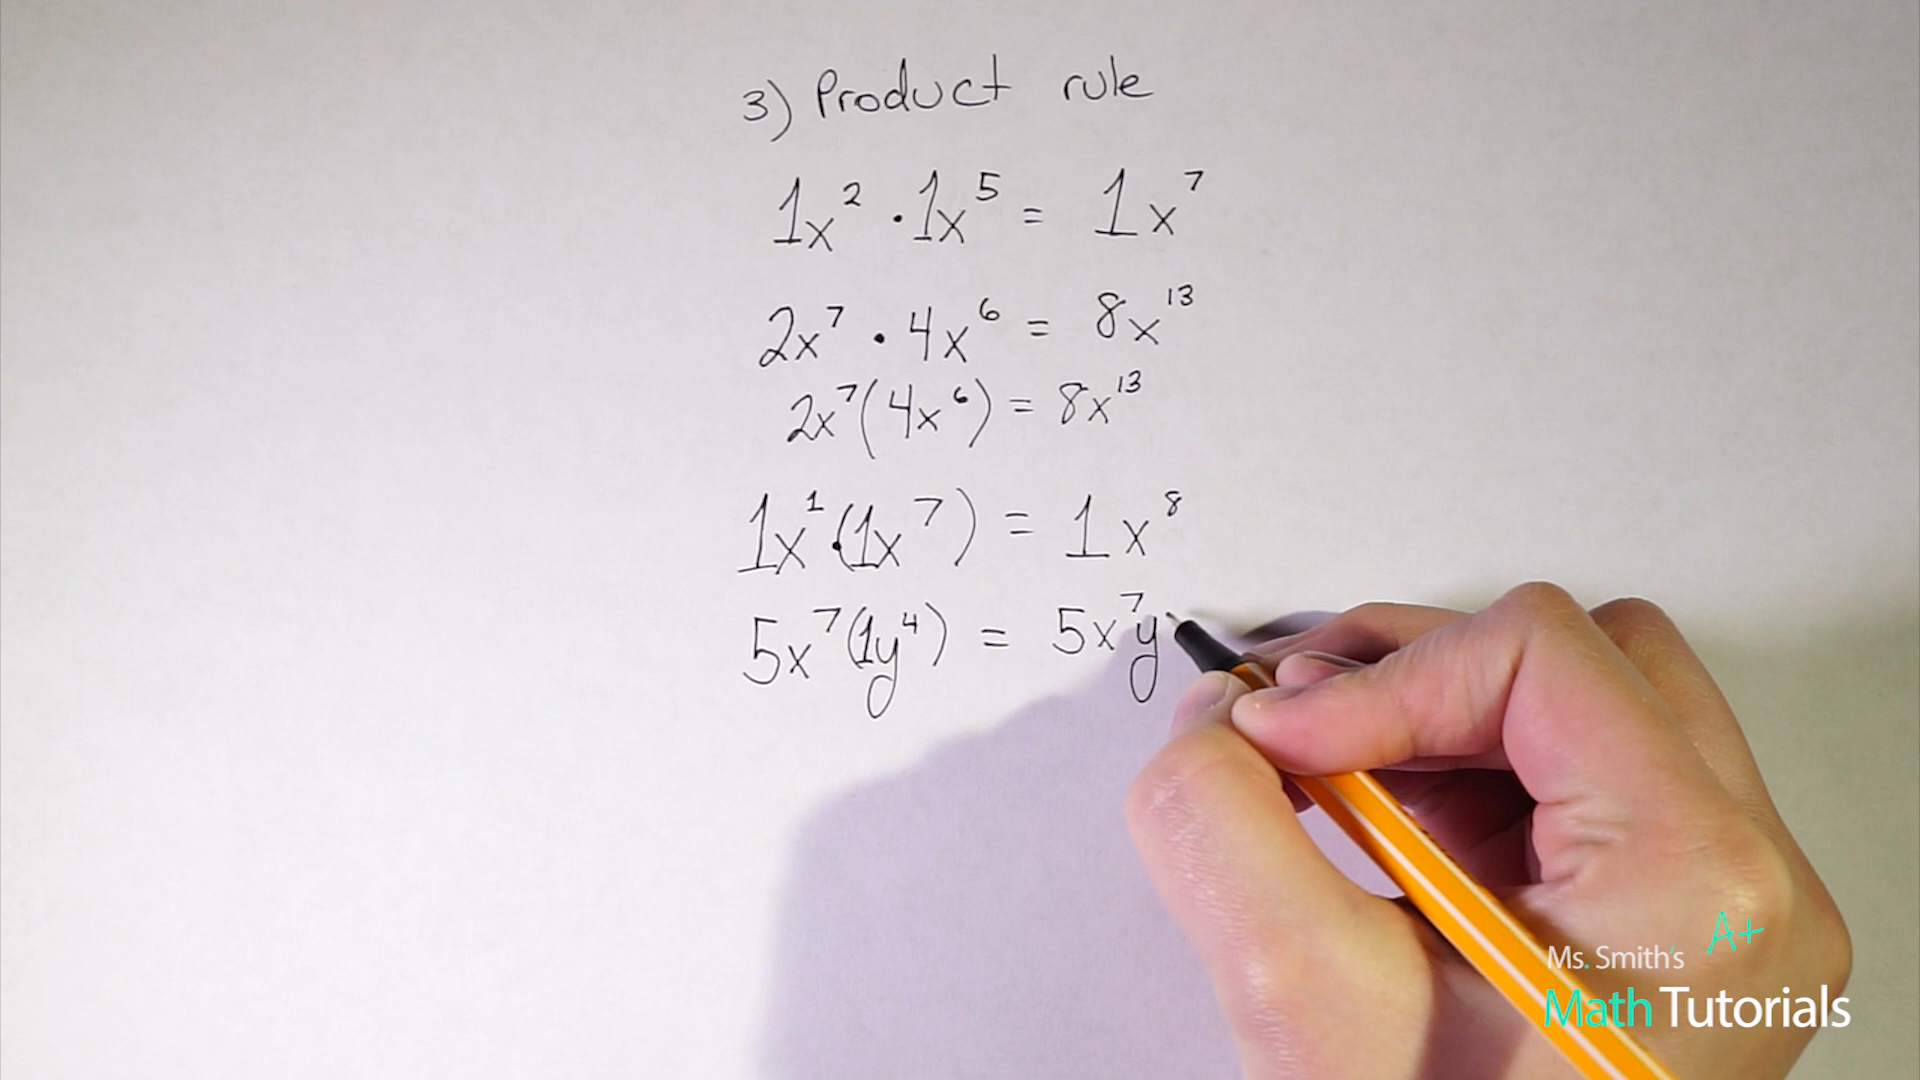 3) Product rule
1x² · 1x⁵ = 1x⁷
2x⁷ · 4x⁶ = 8x¹³
2x⁷(4x⁶) = 8x¹³
1x¹·(1x⁷) = 1x⁸
5x⁷(1y⁴) = 5x⁷y
A+
Ms. Smith's
Math Tutorials